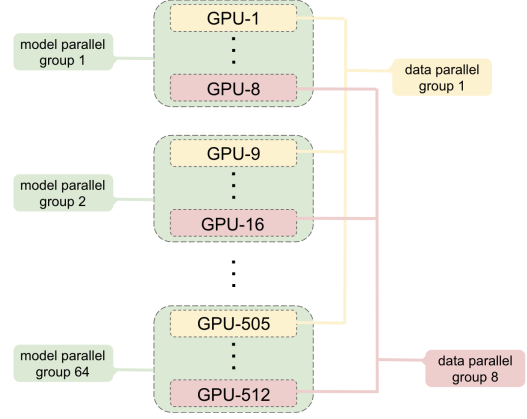 GPU-1
model parallel
group 1
GPU-8
data parallel
group 1
GPU-9
model parallel
group 2
GPU-16
GPU-505
model parallel
group 64
GPU-512
data parallel
group 8